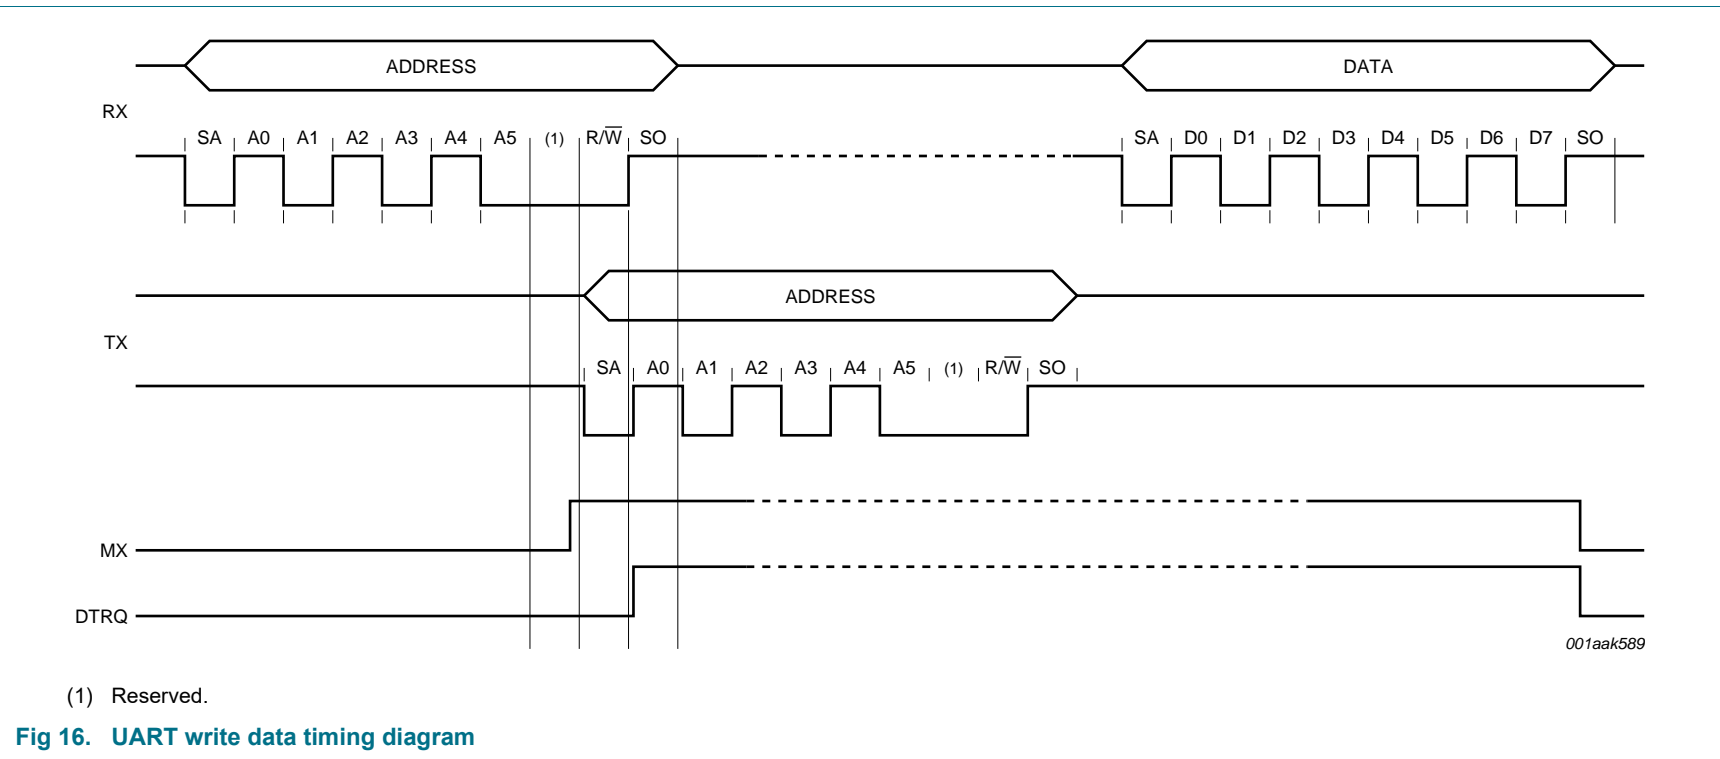 ADDRESS DATA
RX
SA A0 A1 A2 A3 A4 A5 (1) R/W̅ SO SA D0 D1 D2 D3 D4 D5 D6 D7 SO
ADDRESS
TX
SA A0 A1 A2 A3 A4 A5 (1) R/W̅ SO
MX
DTRQ
001aak589
(1) Reserved.
Fig 16. UART write data timing diagram